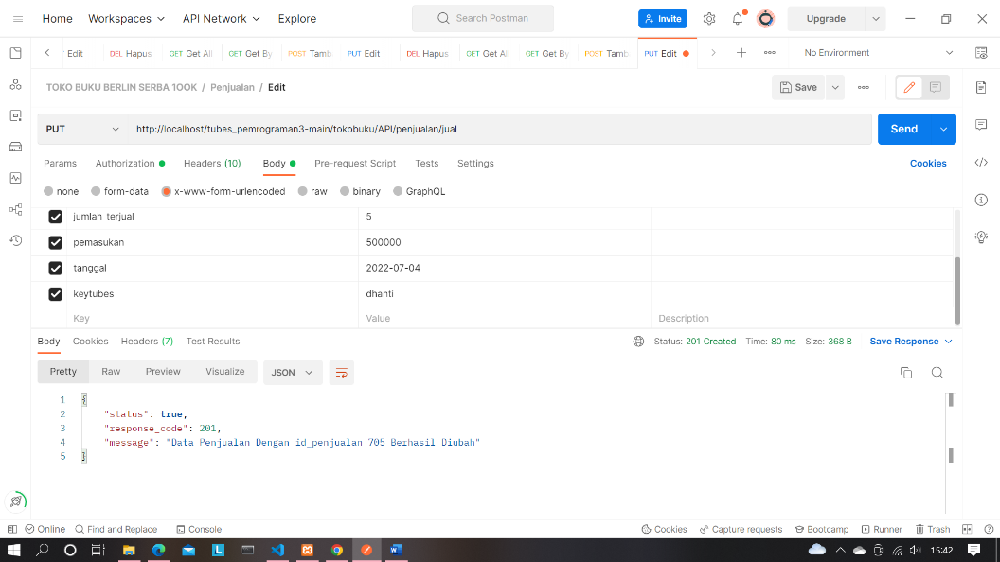 Home Workspaces API Network Explore Search Postman Invite Upgrade
Edit DEL Hapus GET Get All GET Get By POST Tamb PUT Edit DEL Hapus GET Get All GET Get By POST Tamb PUT Edit No Environment
TOKO BUKU BERLIN SERBA 1OOK / Penjualan / Edit Save
PUT http://localhost/tubes_pemrograman3-main/tokobuku/API/penjualan/jual Send
Params Authorization Headers (10) Body Pre-request Script Tests Settings Cookies
none form-data x-www-form-urlencoded raw binary GraphQL
jumlah_terjual 5
pemasukan 500000
tanggal 2022-07-04
keytubes dhanti
Key Value Description
Body Cookies Headers (7) Test Results Status: 201 Created Time: 80 ms Size: 368 B Save Response
Pretty Raw Preview Visualize JSON
1 {
2 "status": true,
3 "response_code": 201,
4 "message": "Data Penjualan Dengan id_penjualan 705 Berhasil Diubah"
5 }
Online Find and Replace Console Cookies Capture requests Bootcamp Runner Trash
15:42